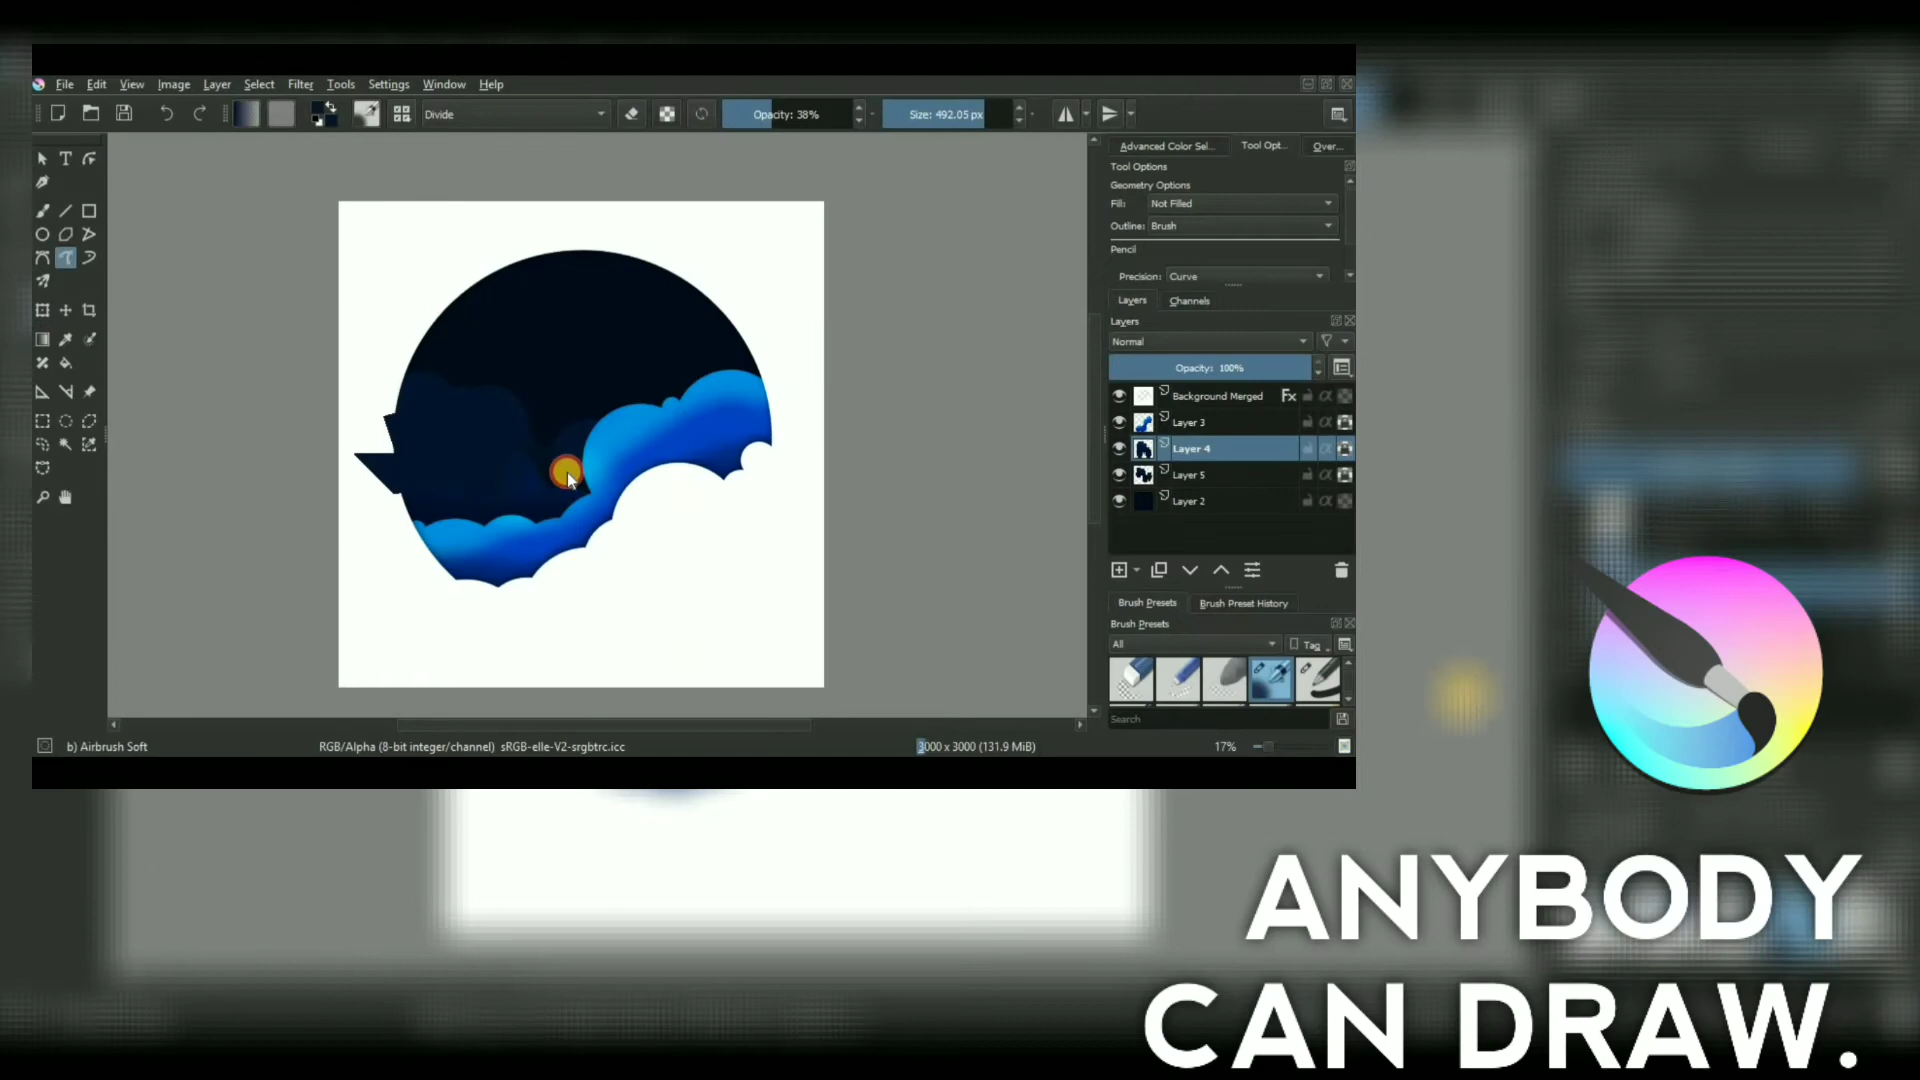 File Edit View Image Layer Select Filter Tools Settings Window Help
Divide
Opacity: 38%
Size: 492.05 px
Advanced Color Sel... Tool Opt... Over...
Tool Options
Geometry Options
Fill: Not Filled
Outline: Brush
Pencil
Precision: Curve
Layers Channels
Layers
Normal
Opacity: 100%
Background Merged Fx
Layer 3
Layer 4
Layer 5
Layer 2
Brush Presets Brush Preset History
Brush Presets
All Tag
Search
b) Airbrush Soft RGB/Alpha (8-bit integer/channel) sRGB-elle-V2-srgbtrc.icc 3000 x 3000 (131.9 MiB) 17%
ANYBODY
CAN DRAW.